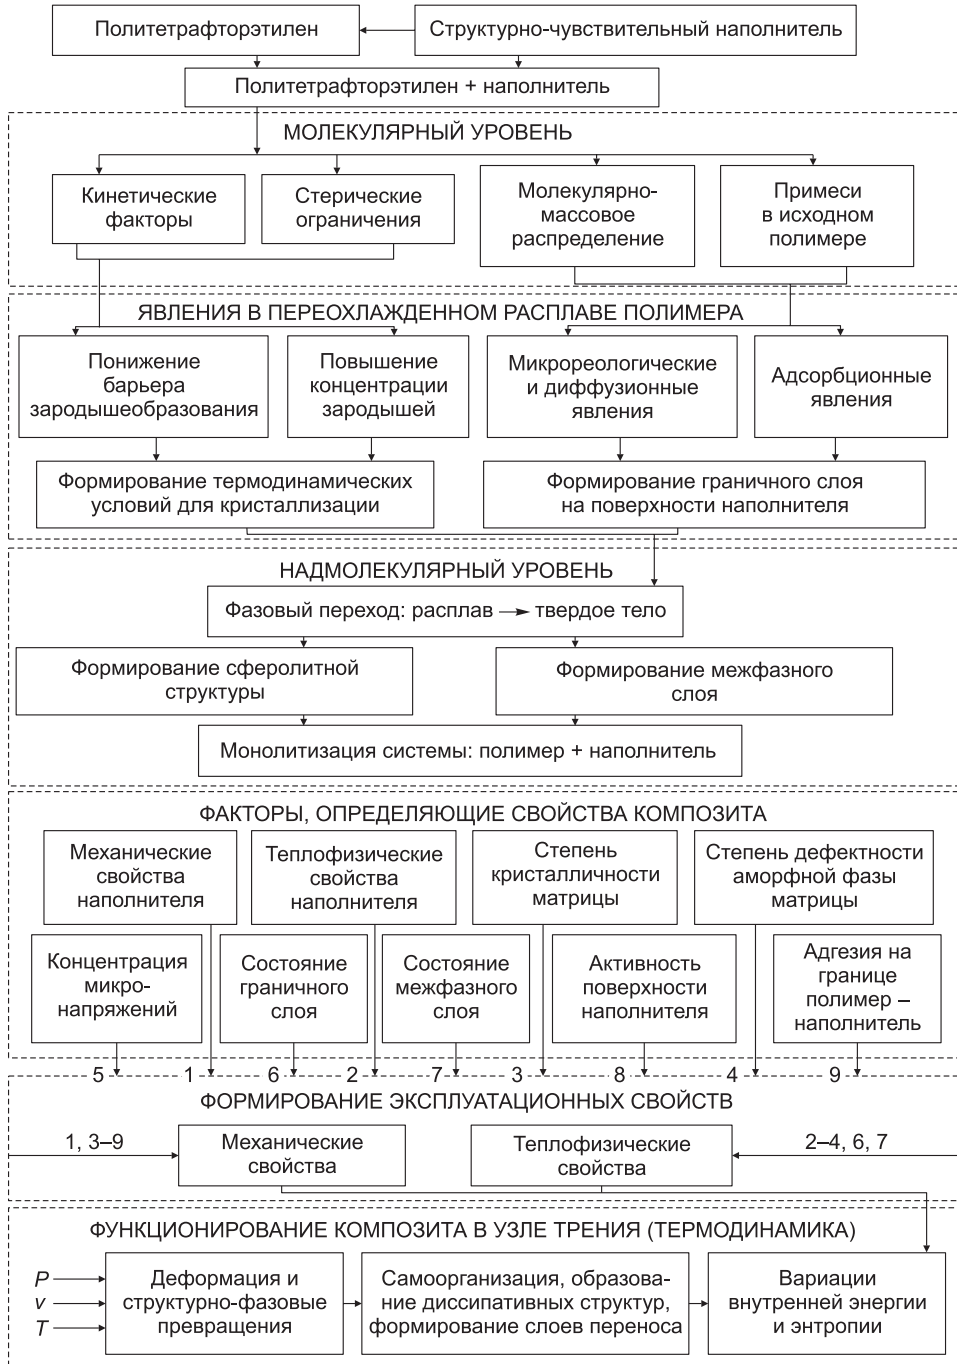 Политетрафторэтилен
Структурно-чувствительный наполнитель
Политетрафторэтилен + наполнитель
МОЛЕКУЛЯРНЫЙ УРОВЕНЬ
Кинетические
факторы
Стерические
ограничения
Молекулярно-
массовое
распределение
Примеси
в исходном
полимере
ЯВЛЕНИЯ В ПЕРЕОХЛАЖДЕННОМ РАСПЛАВЕ ПОЛИМЕРА
Понижение
барьера
зародышеобразования
Повышение
концентрации
зародышей
Микрореологические
и диффузионные
явления
Адсорбционные
явления
Формирование термодинамических
условий для кристаллизации
Формирование граничного слоя
на поверхности наполнителя
НАДМОЛЕКУЛЯРНЫЙ УРОВЕНЬ
Фазовый переход: расплав → твердое тело
Формирование сферолитной
структуры
Формирование межфазного
слоя
Монолитизация системы: полимер + наполнитель
ФАКТОРЫ, ОПРЕДЕЛЯЮЩИЕ СВОЙСТВА КОМПОЗИТА
Механические
свойства
наполнителя
Теплофизические
свойства
наполнителя
Степень
кристалличности
матрицы
Степень дефектности
аморфной фазы
матрицы
Концентрация
микро-
напряжений
Состояние
граничного
слоя
Состояние
межфазного
слоя
Активность
поверхности
наполнителя
Адгезия на
границе
полимер –
наполнитель
5 1 6 2 7 3 8 4 9
ФОРМИРОВАНИЕ ЭКСПЛУАТАЦИОННЫХ СВОЙСТВ
1, 3–9
Механические
свойства
Теплофизические
свойства
2–4, 6, 7
ФУНКЦИОНИРОВАНИЕ КОМПОЗИТА В УЗЛЕ ТРЕНИЯ (ТЕРМОДИНАМИКА)
P
v
T
Деформация и
структурно-фазовые
превращения
Самоорганизация, образова-
ние диссипативных структур,
формирование слоев переноса
Вариации
внутренней энергии
и энтропии